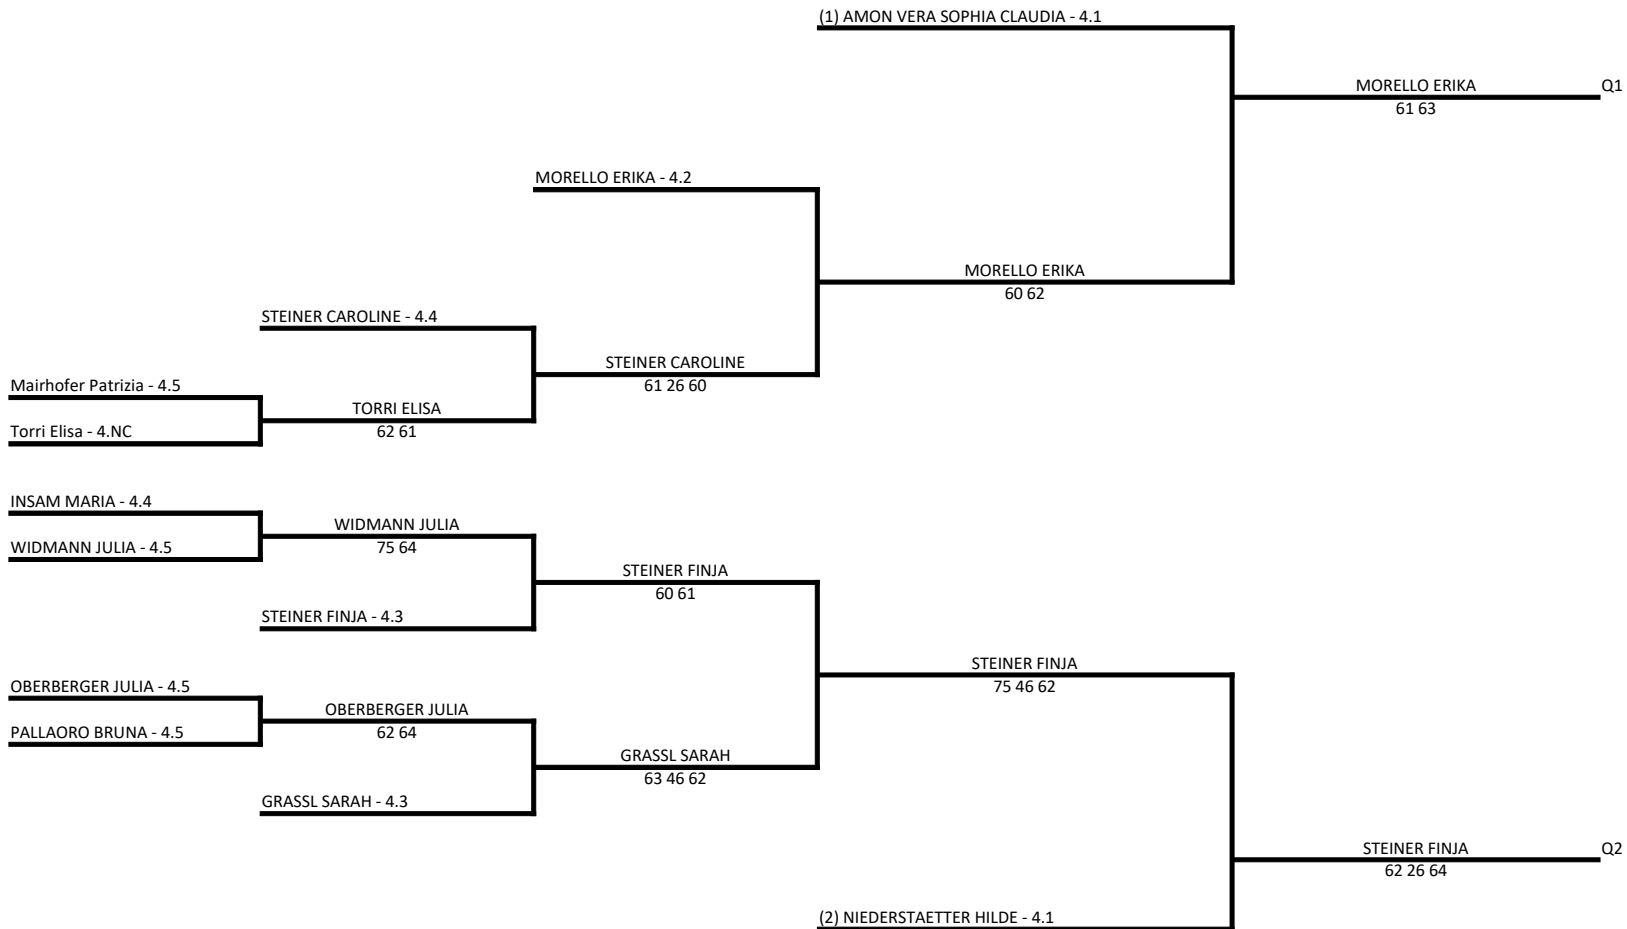 (1) AMON VERA SOPHIA CLAUDIA - 4.1
MORELLO ERIKA
Q1
61 63
MORELLO ERIKA - 4.2
MORELLO ERIKA
60 62
STEINER CAROLINE - 4.4
STEINER CAROLINE
61 26 60
Mairhofer Patrizia - 4.5
TORRI ELISA
62 61
Torri Elisa - 4.NC
INSAM MARIA - 4.4
WIDMANN JULIA
75 64
WIDMANN JULIA - 4.5
STEINER FINJA
60 61
STEINER FINJA - 4.3
STEINER FINJA
75 46 62
OBERBERGER JULIA - 4.5
OBERBERGER JULIA
62 64
PALLAORO BRUNA - 4.5
GRASSL SARAH
63 46 62
GRASSL SARAH - 4.3
STEINER FINJA
Q2
62 26 64
(2) NIEDERSTAETTER HILDE - 4.1